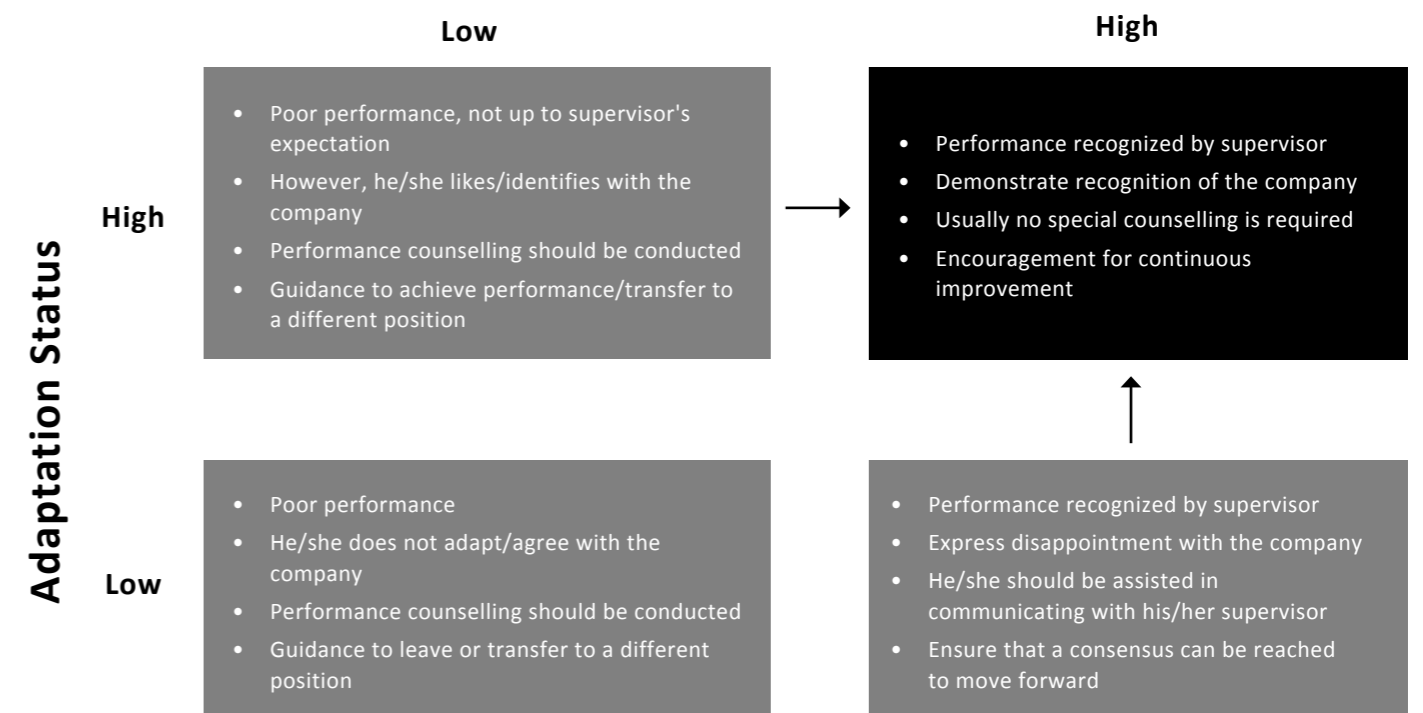 Low
High
Adaptation Status
High
• Poor performance, not up to supervisor's
expectation
• However, he/she likes/identifies with the
company
• Performance counselling should be conducted
• Guidance to achieve performance/transfer to
a different position
• Performance recognized by supervisor
• Demonstrate recognition of the company
• Usually no special counselling is required
• Encouragement for continuous
improvement
Low
• Poor performance
• He/she does not adapt/agree with the
company
• Performance counselling should be conducted
• Guidance to leave or transfer to a different
position
• Performance recognized by supervisor
• Express disappointment with the company
• He/she should be assisted in
communicating with his/her supervisor
• Ensure that a consensus can be reached
to move forward